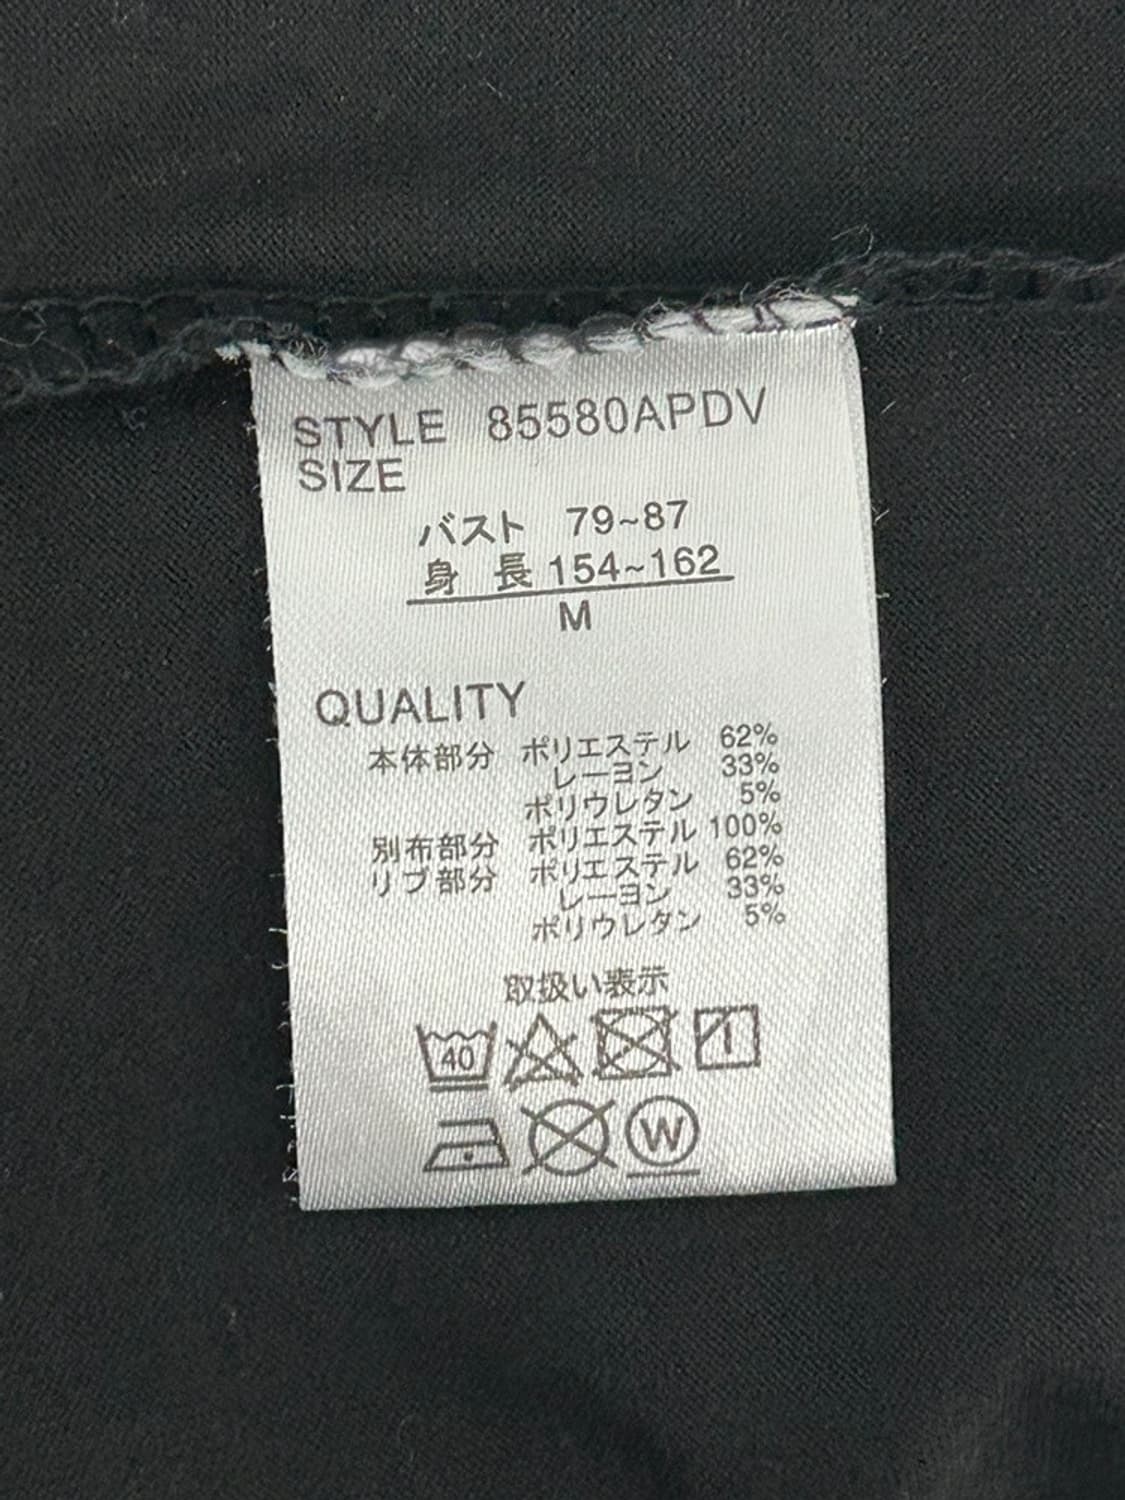 STYLE 85580APDV
SIZE
バスト 79~87
身 長 154~162
M
QUALITY
本体部分 ポリエステル 62%
レーヨン 33%
ポリウレタン 5%
別布部分 ポリエステル 100%
リブ部分 ポリエステル 62%
レーヨン 33%
ポリウレタン 5%
取扱い表示
40
W